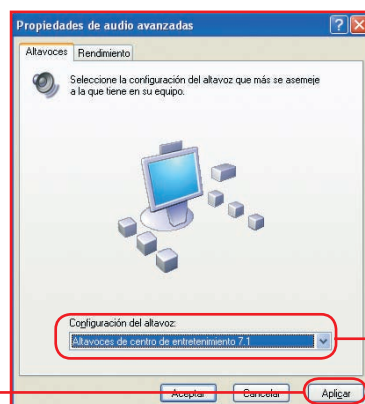 Propiedades de audio avanzadas
Altavoces
Rendimiento
Seleccione la configuración del altavoz que más se asemeje
a la que tiene en su equipo.
Configuración del altavoz:
Altavoces de centro de entretenimiento 7.1
Aceptar
Cancelar
Aplicar